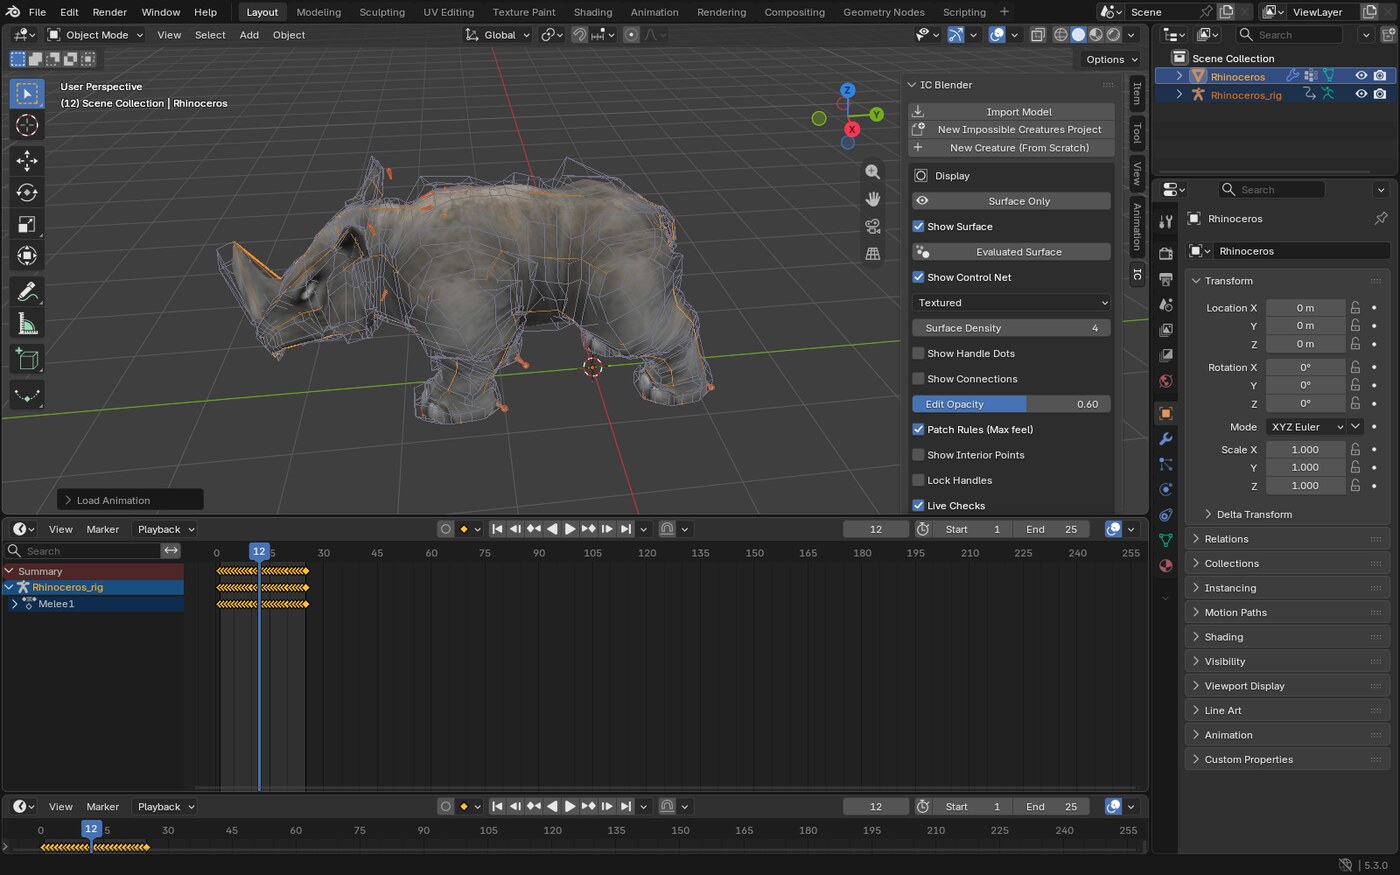 File Edit Render Window Help Layout Modeling Sculpting UV Editing Texture Paint Shading Animation Rendering Compositing Geometry Nodes Scripting + Scene ViewLayer
Object Mode View Select Add Object Global Search
Options
User Perspective
(12) Scene Collection | Rhinoceros
Z
Y
X
IC Blender
Import Model
New Impossible Creatures Project
New Creature (From Scratch)
Display
Surface Only
Show Surface
Evaluated Surface
Show Control Net
Textured
Surface Density 4
Show Handle Dots
Show Connections
Edit Opacity 0.60
Patch Rules (Max feel)
Show Interior Points
Lock Handles
Live Checks
Item
Tool
View
Animation
IC
Scene Collection
Rhinoceros
Rhinoceros_rig
Search
Rhinoceros
Rhinoceros
Transform
Location X 0 m
Y 0 m
Z 0 m
Rotation X 0°
Y 0°
Z 0°
Mode XYZ Euler
Scale X 1.000
Y 1.000
Z 1.000
Delta Transform
Relations
Collections
Instancing
Motion Paths
Shading
Visibility
Viewport Display
Line Art
Animation
Custom Properties
Load Animation
View Marker Playback 12 Start 1 End 25
Search 0 12 5 30 45 60 75 90 105 120 135 150 165 180 195 210 225 240 255
Summary
Rhinoceros_rig
Melee1
View Marker Playback 12 Start 1 End 25
0 12 5 30 45 60 75 90 105 120 135 150 165 180 195 210 225 240 255
5.3.0